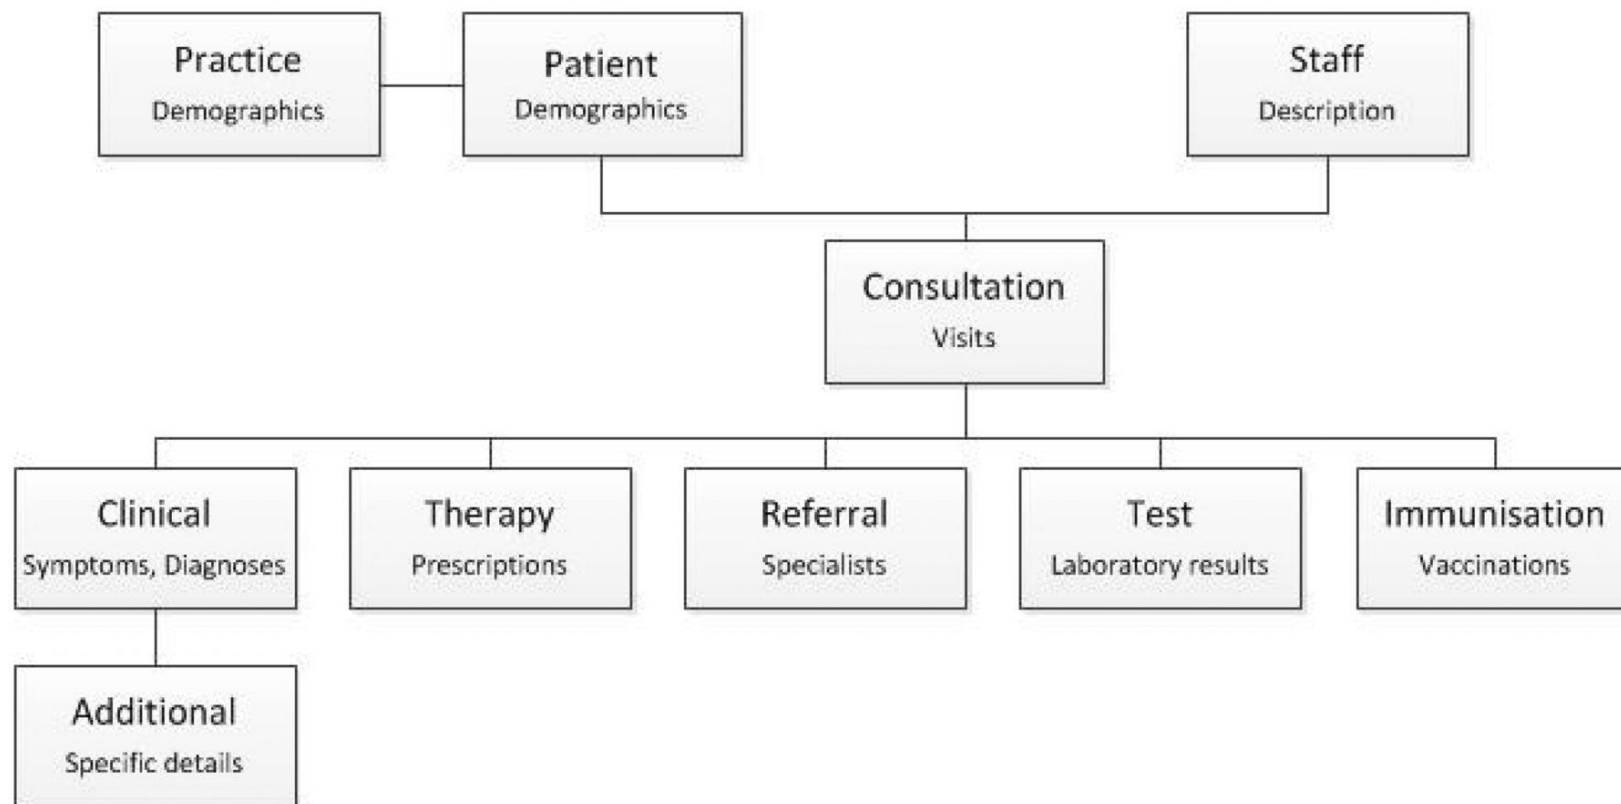 Practice
Demographics
Patient
Demographics
Staff
Description
Consultation
Visits
Clinical
Symptoms, Diagnoses
Therapy
Prescriptions
Referral
Specialists
Test
Laboratory results
Immunisation
Vaccinations
Additional
Specific details